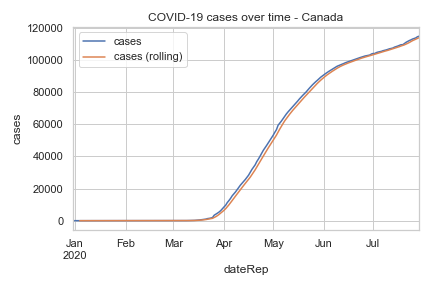 COVID-19 cases over time - Canada
cases
cases (rolling)
120000
100000
80000
60000
40000
20000
0
cases
Jan Feb Mar Apr May Jun Jul
2020
dateRep